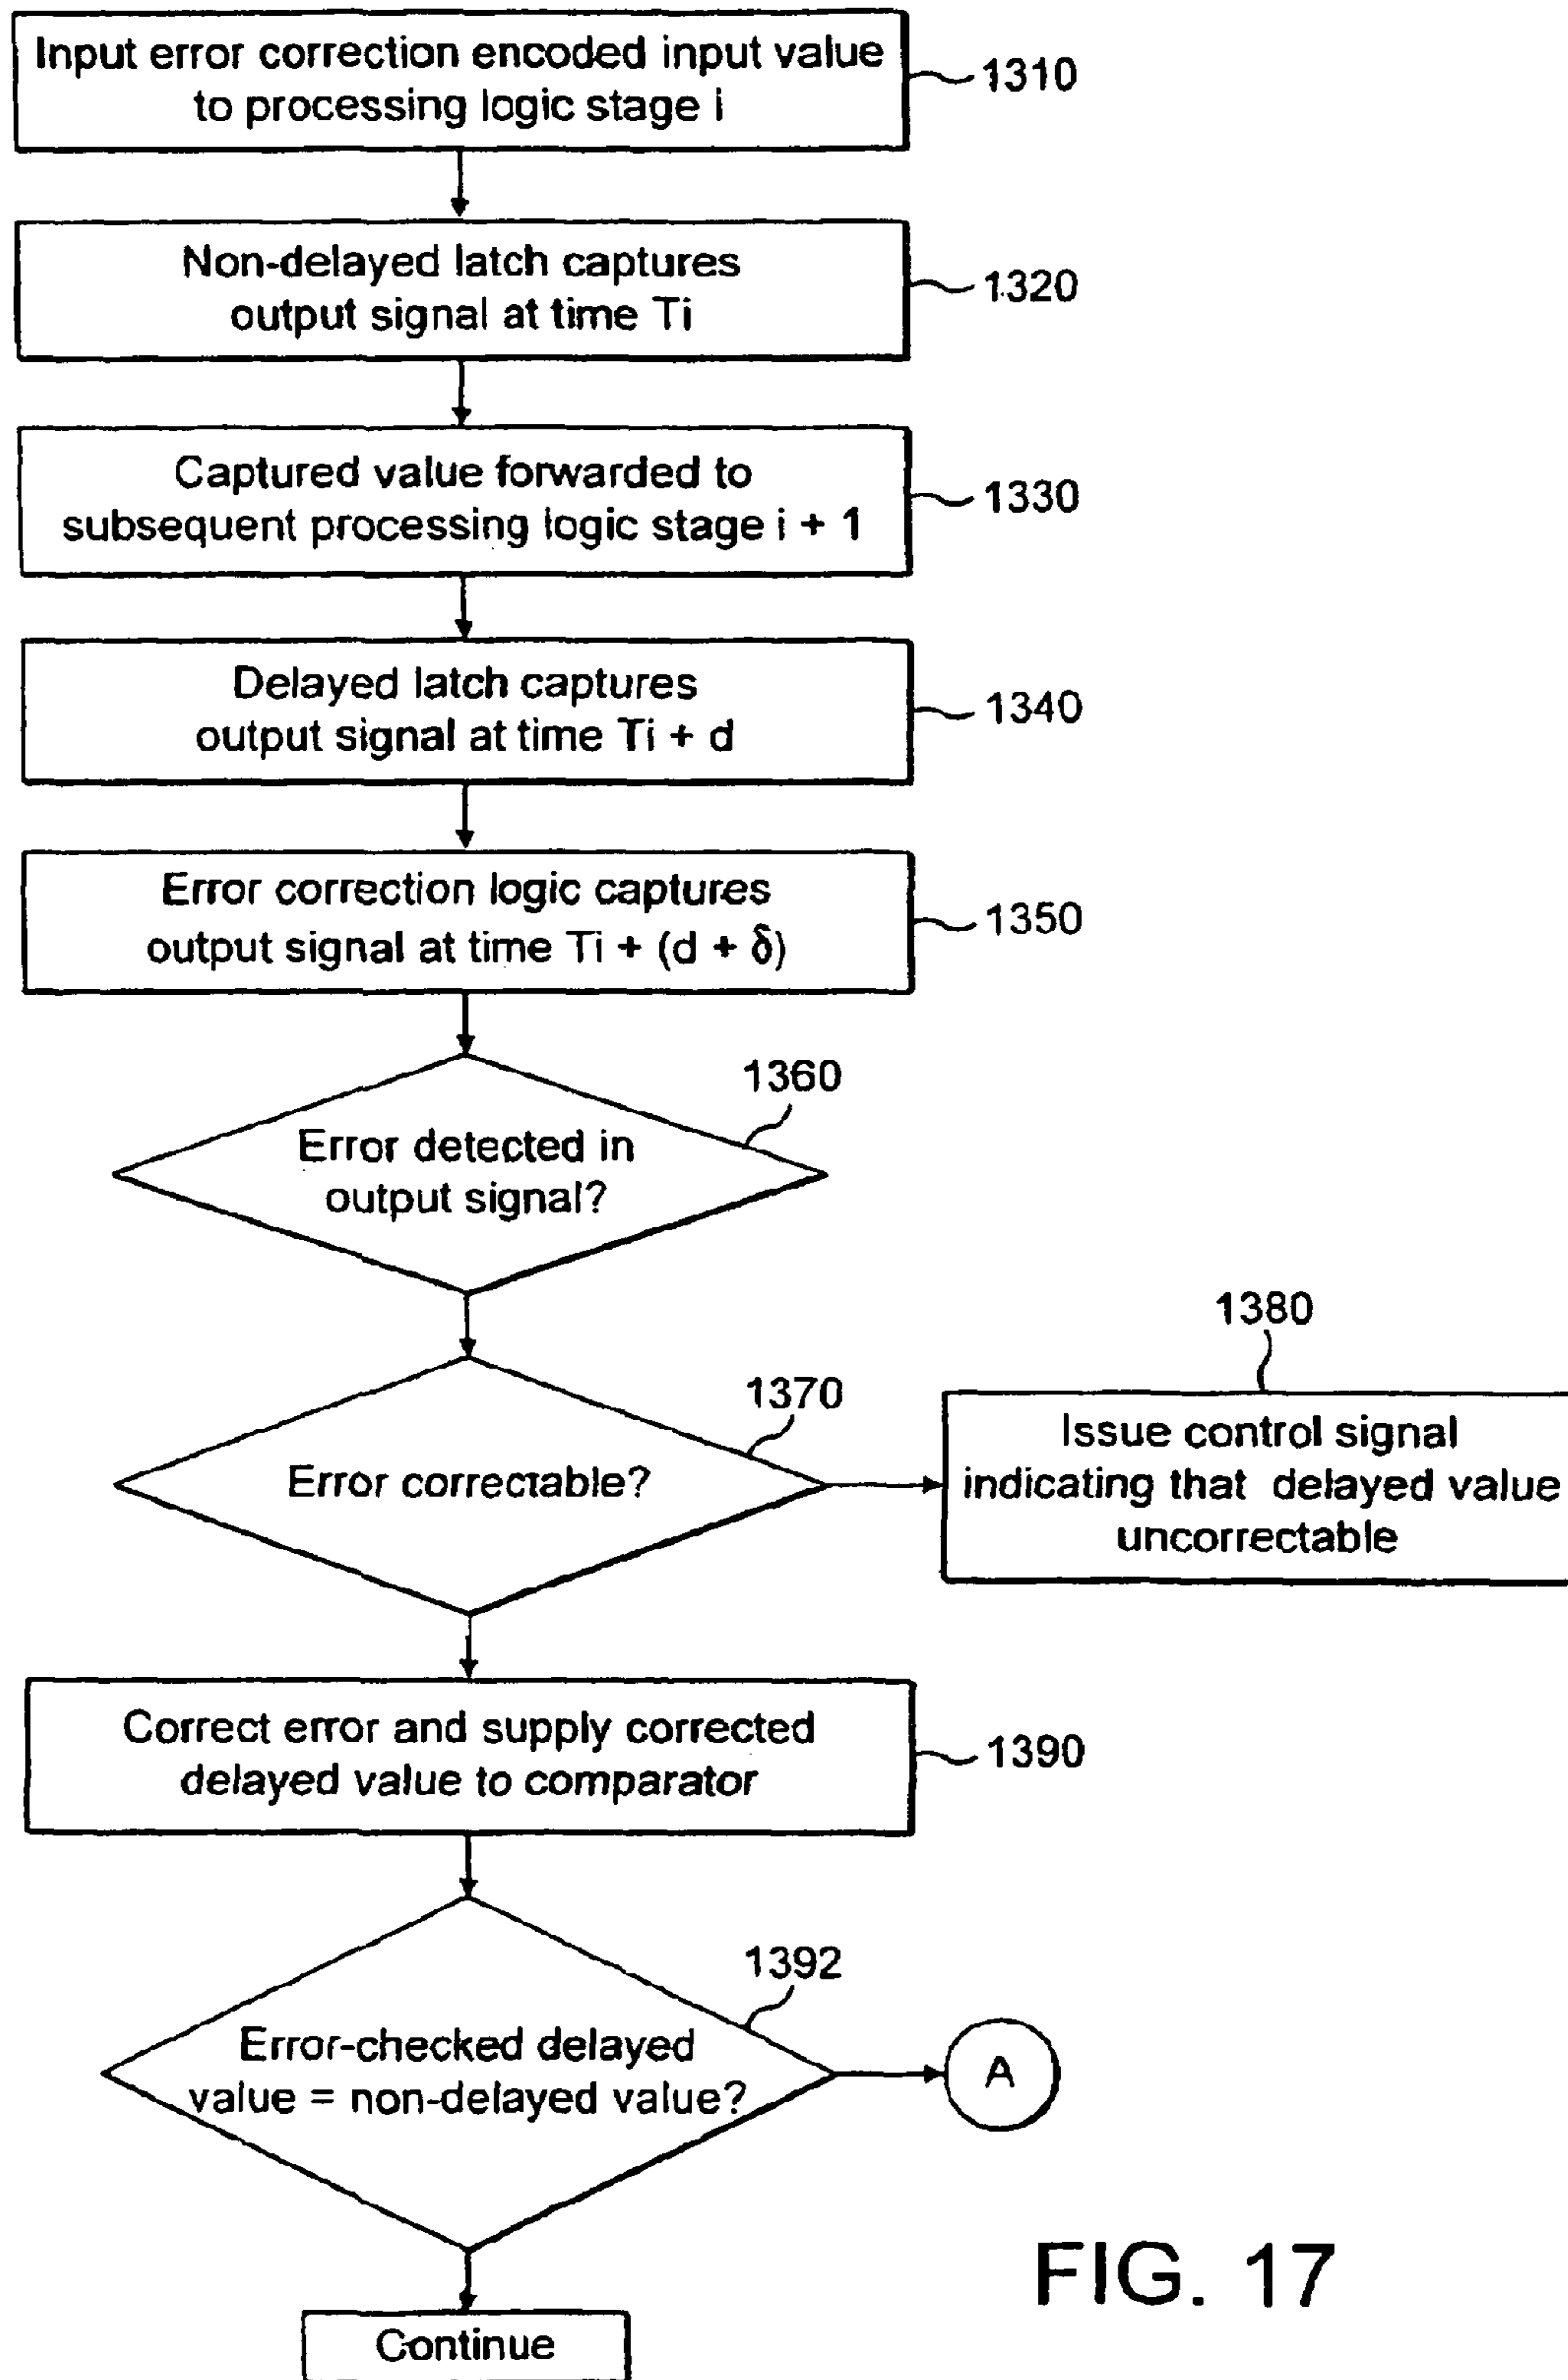 Input error correction encoded input value
to processing logic stage i
1310
Non-delayed latch captures
output signal at time Ti
1320
Captured value forwarded to
subsequent processing logic stage i + 1
1330
Delayed latch captures
output signal at time Ti + d
1340
Error correction logic captures
output signal at time Ti + (d + δ)
1350
1360
Error detected in
output signal?
1370
Error correctable?
1380
Issue control signal
indicating that delayed value
uncorrectable
Correct error and supply corrected
delayed value to comparator
1390
1392
Error-checked delayed
value = non-delayed value?
A
Continue
FIG. 17